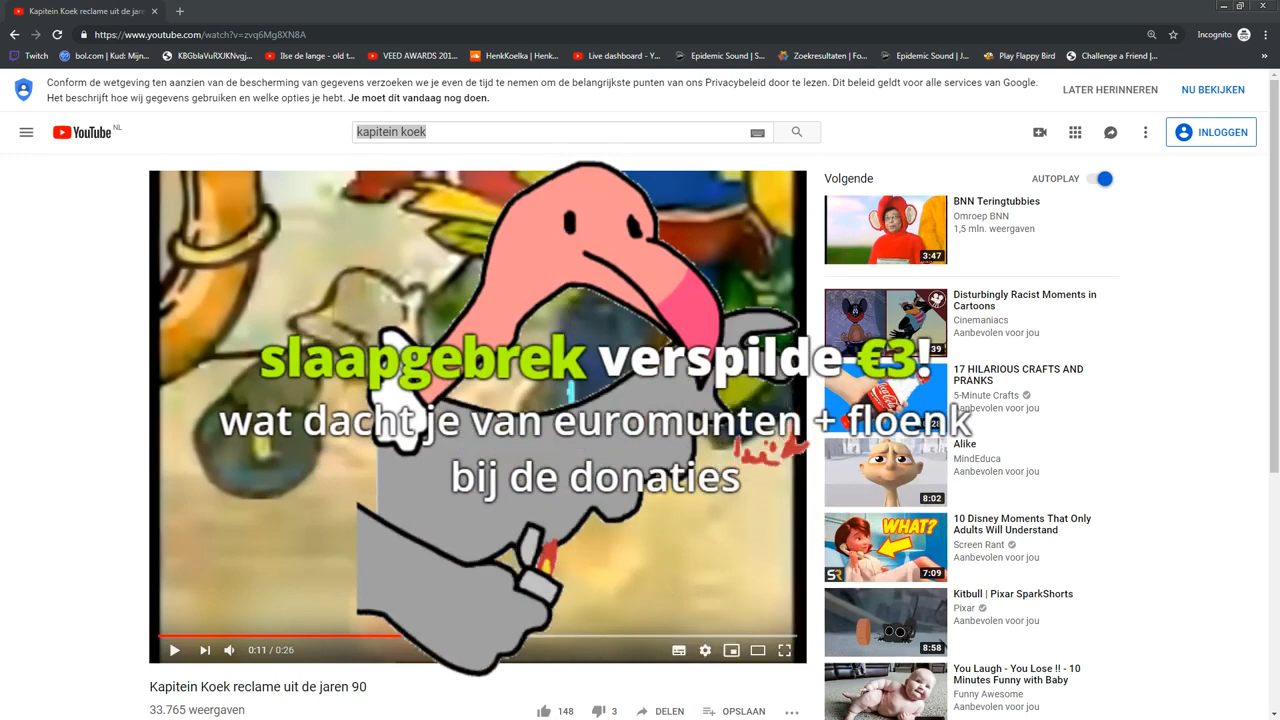 Kapitein Koek reclame uit de jaren
https://www.youtube.com/watch?v=zvq6Mg8XN8A
Incognito
Twitch
bol.com | Kud: Mijn...
KBGbIaVuRXJKNvgj...
Ilse de lange - old t...
VEED AWARDS 201...
HenkKoelka | Henk...
Live dashboard - Y...
Epidemic Sound | S...
Zoekresultaten | Fo...
Epidemic Sound | J...
Play Flappy Bird
Challenge a Friend |...
Conform de wetgeving ten aanzien van de bescherming van gegevens verzoeken we je even de tijd te nemen om de belangrijkste punten van ons Privacybeleid door te lezen. Dit beleid geldt voor alle services van Google.
Het beschrijft hoe wij gegevens gebruiken en welke opties je hebt. Je moet dit vandaag nog doen.
LATER HERINNEREN
NU BEKIJKEN
YouTube NL
kapitein koek
INLOGGEN
slaapgebrek verspilde €3!
wat dacht je van euromunten + floenk
bij de donaties
0:11 / 0:26
Kapitein Koek reclame uit de jaren 90
33.765 weergaven
148
3
DELEN
OPSLAAN
Volgende
AUTOPLAY
BNN Teringtubbies
Omroep BNN
1,5 mln. weergaven
3:47
Disturbingly Racist Moments in
Cartoons
Cinemaniacs
Aanbevolen voor jou
17 HILARIOUS CRAFTS AND
PRANKS
5-Minute Crafts
Aanbevolen voor jou
Alike
MindEduca
Aanbevolen voor jou
8:02
10 Disney Moments That Only
Adults Will Understand
Screen Rant
Aanbevolen voor jou
WHAT?
SR
7:09
Kitbull | Pixar SparkShorts
Pixar
Aanbevolen voor jou
8:58
You Laugh - You Lose !! - 10
Minutes Funny with Baby
Funny Awesome
Aanbevolen voor jou